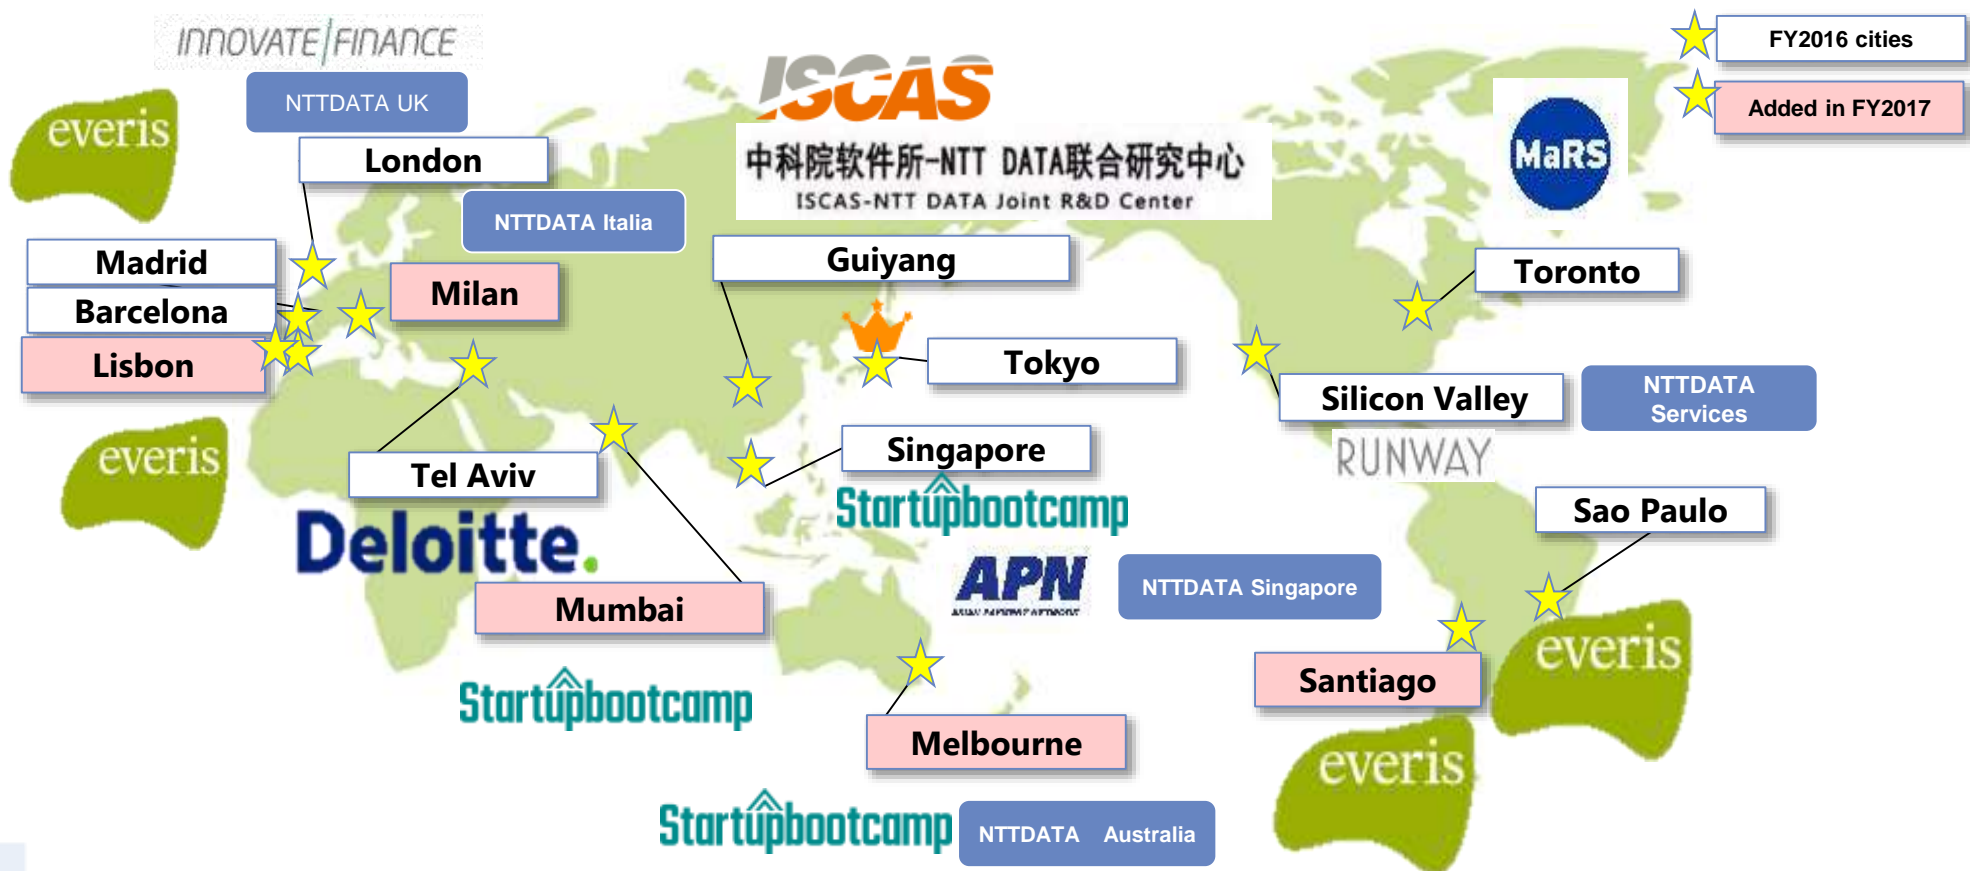 INNOVATE|FINANCE
FY2016 cities
Added in FY2017
NTTDATA UK
everis
London
ISCAS
中科院软件所-NTT DATA联合研究中心
ISCAS-NTT DATA Joint R&D Center
MaRS
NTTDATA Italia
Madrid
Barcelona
Lisbon
Milan
Guiyang
Toronto
Tokyo
Silicon Valley
NTTDATA
Services
RUNWAY
everis
Tel Aviv
Deloitte.
Singapore
Startupbootcamp
Sao Paulo
APN
ASIAN PAYMENT NETWORK
NTTDATA Singapore
Mumbai
Startupbootcamp
everis
Santiago
Melbourne
everis
Startupbootcamp
NTTDATA Australia